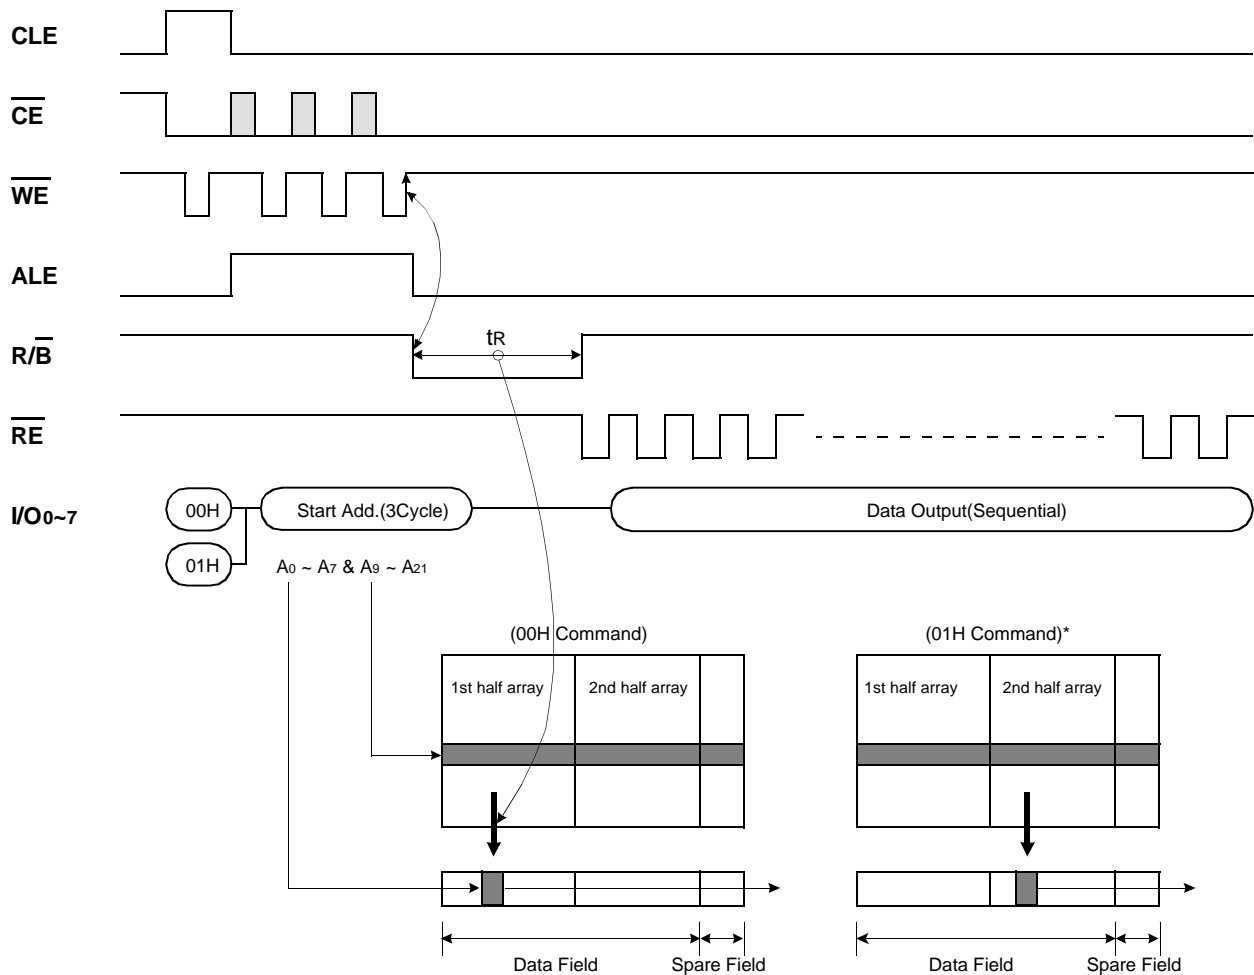 CLE
CE
WE
ALE
R/B
tR
RE
I/O0~7
00H
Start Add.(3Cycle)
Data Output(Sequential)
01H
A0 ~ A7 & A9 ~ A21
(00H Command)
(01H Command)*
1st half array
2nd half array
1st half array
2nd half array
Data Field
Spare Field
Data Field
Spare Field